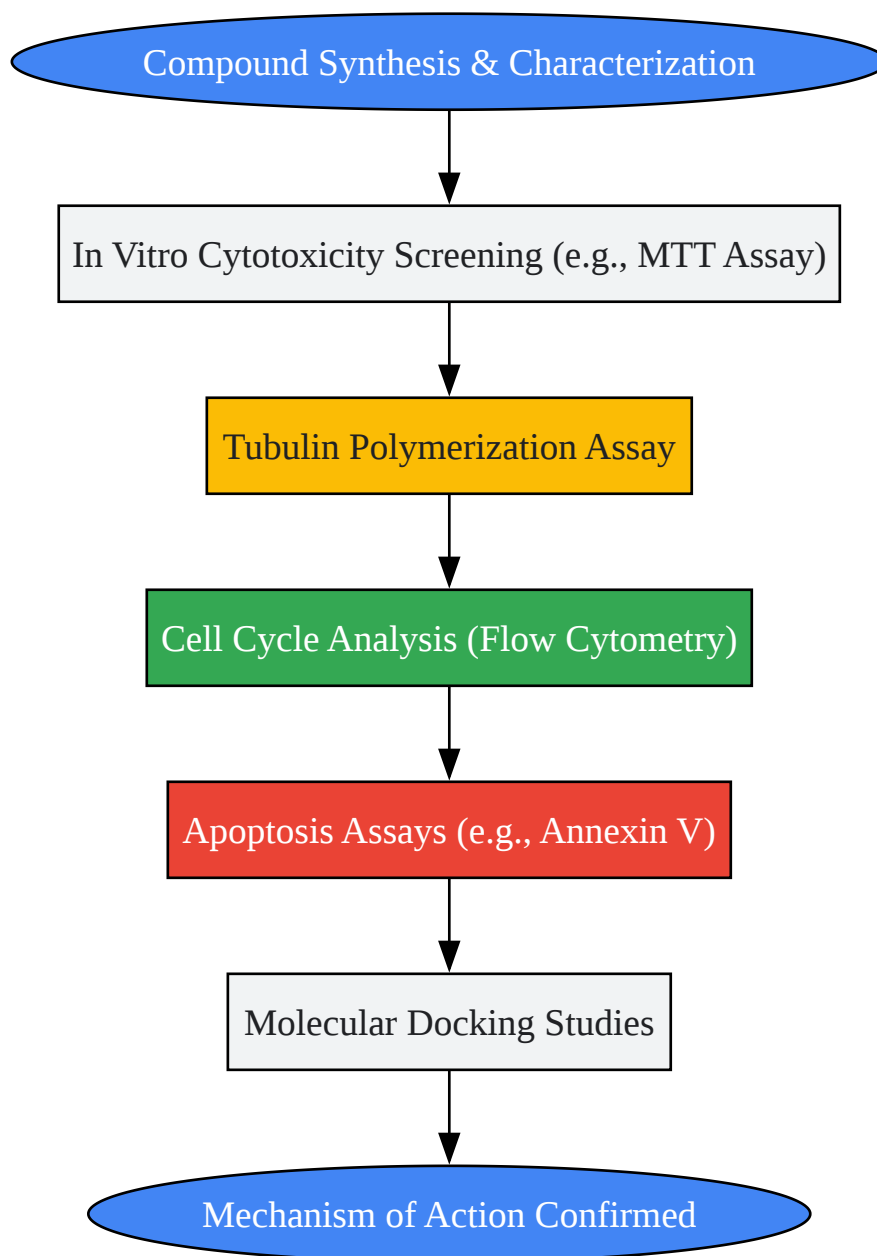 Compound Synthesis & Characterization
In Vitro Cytotoxicity Screening (e.g., MTT Assay)
Tubulin Polymerization Assay
Cell Cycle Analysis (Flow Cytometry)
Apoptosis Assays (e.g., Annexin V)
Molecular Docking Studies
Mechanism of Action Confirmed